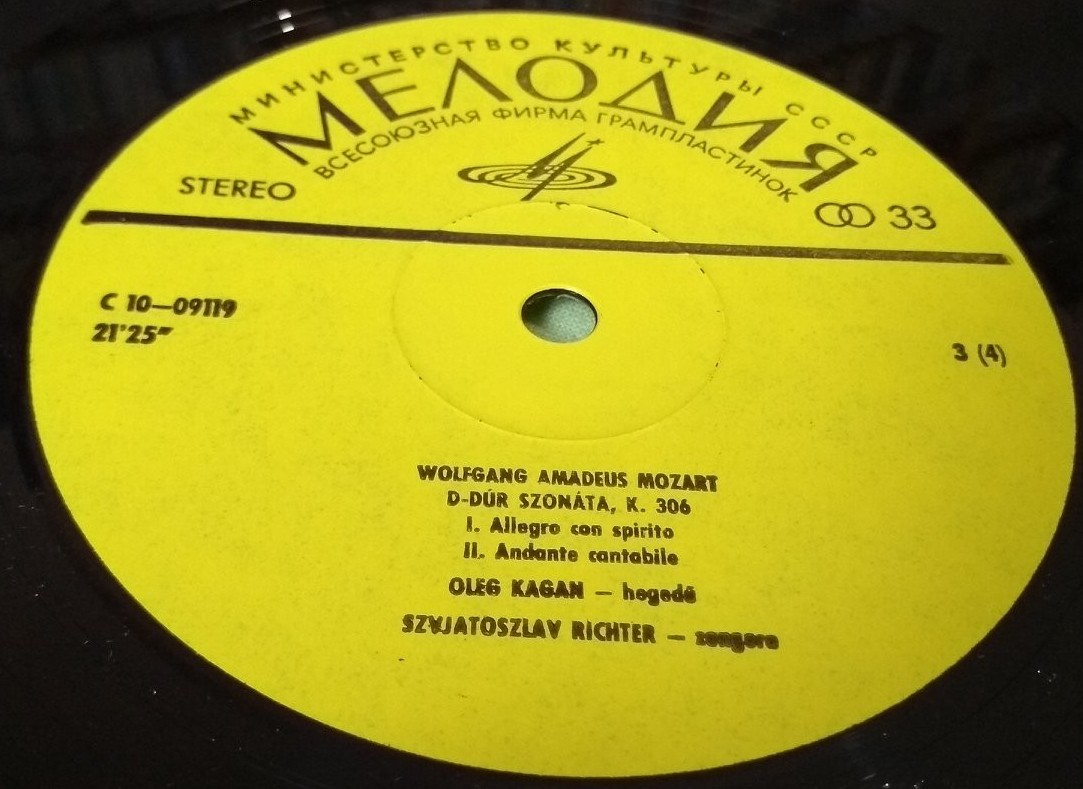 МИНИСТЕРСТВО КУЛЬТУРЫ СССР
МЕЛОДИЯ
ВСЕСОЮЗНАЯ ФИРМА ГРАМПЛАСТИНОК
STEREO
33
C 10—09119
21'25"
3 (4)
WOLFGANG AMADEUS MOZART
D-DÚR SZONÁTA, K. 306
I. Allegro con spirito
II. Andante cantabile
OLEG KAGAN — hegedű
SZVJATOSZLAV RICHTER — zongora